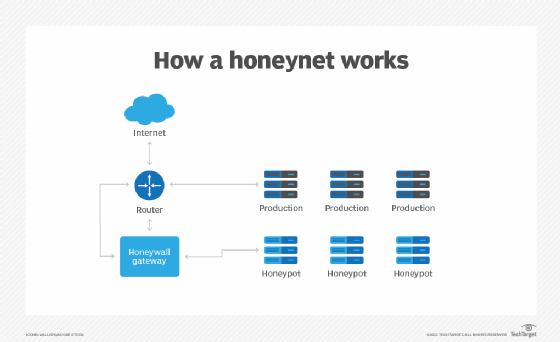 How a honeynet works
Internet
Router
Production Production Production
Honeywall
gateway
Honeypot Honeypot Honeypot
TechTarget